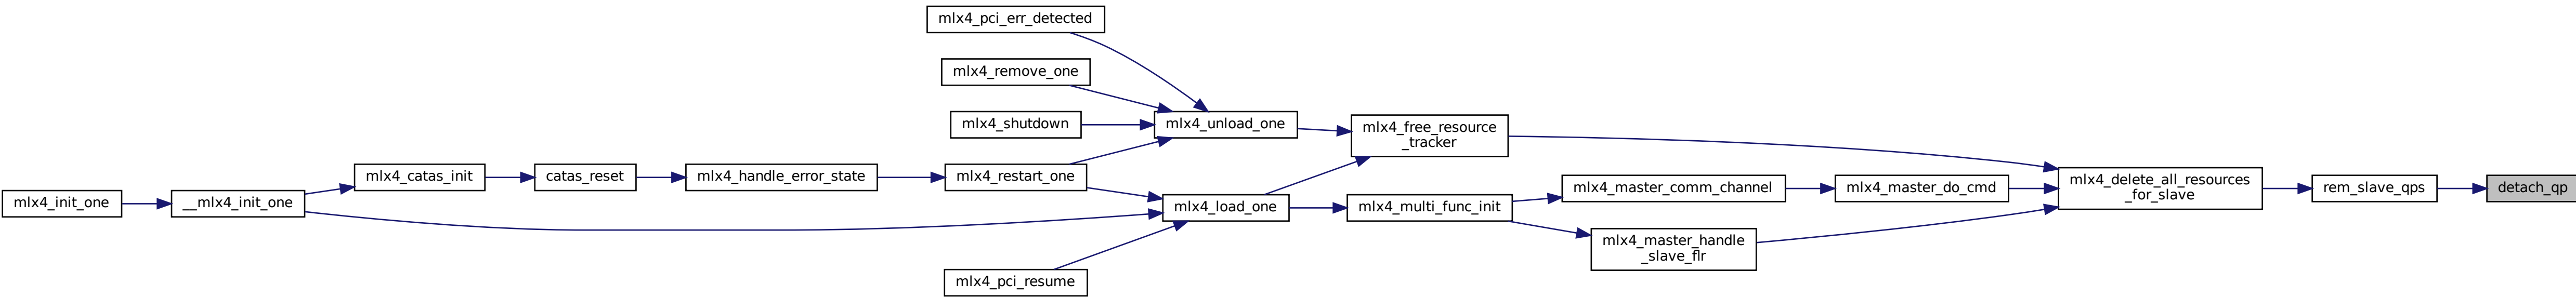 mlx4_pci_err_detected
mlx4_remove_one
mlx4_shutdown
mlx4_unload_one
mlx4_free_resource
_tracker
mlx4_catas_init
catas_reset
mlx4_handle_error_state
mlx4_restart_one
mlx4_init_one
__mlx4_init_one
mlx4_load_one
mlx4_multi_func_init
mlx4_master_comm_channel
mlx4_master_do_cmd
mlx4_delete_all_resources
_for_slave
rem_slave_qps
detach_qp
mlx4_master_handle
_slave_flr
mlx4_pci_resume